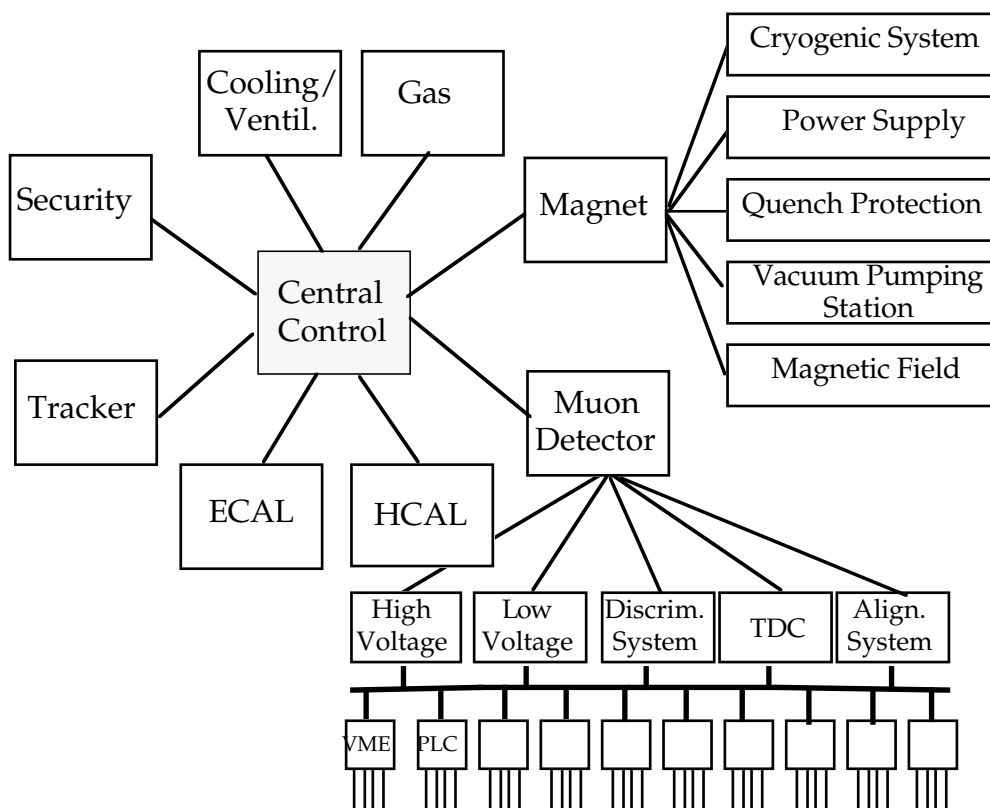 Cryogenic System
Cooling/
Ventil.
Gas
Power Supply
Security
Magnet
Quench Protection
Central
Control
Vacuum Pumping
Station
Magnetic Field
Tracker
Muon
Detector
ECAL
HCAL
High
Voltage
Low
Voltage
Discrim.
System
TDC
Align.
System
VME
PLC